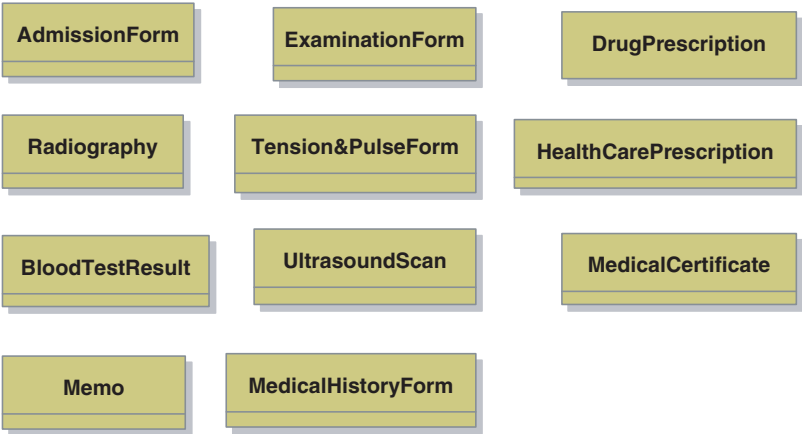 AdmissionForm
ExaminationForm
DrugPrescription
Radiography
Tension&PulseForm
HealthCarePrescription
BloodTestResult
UltrasoundScan
MedicalCertificate
Memo
MedicalHistoryForm